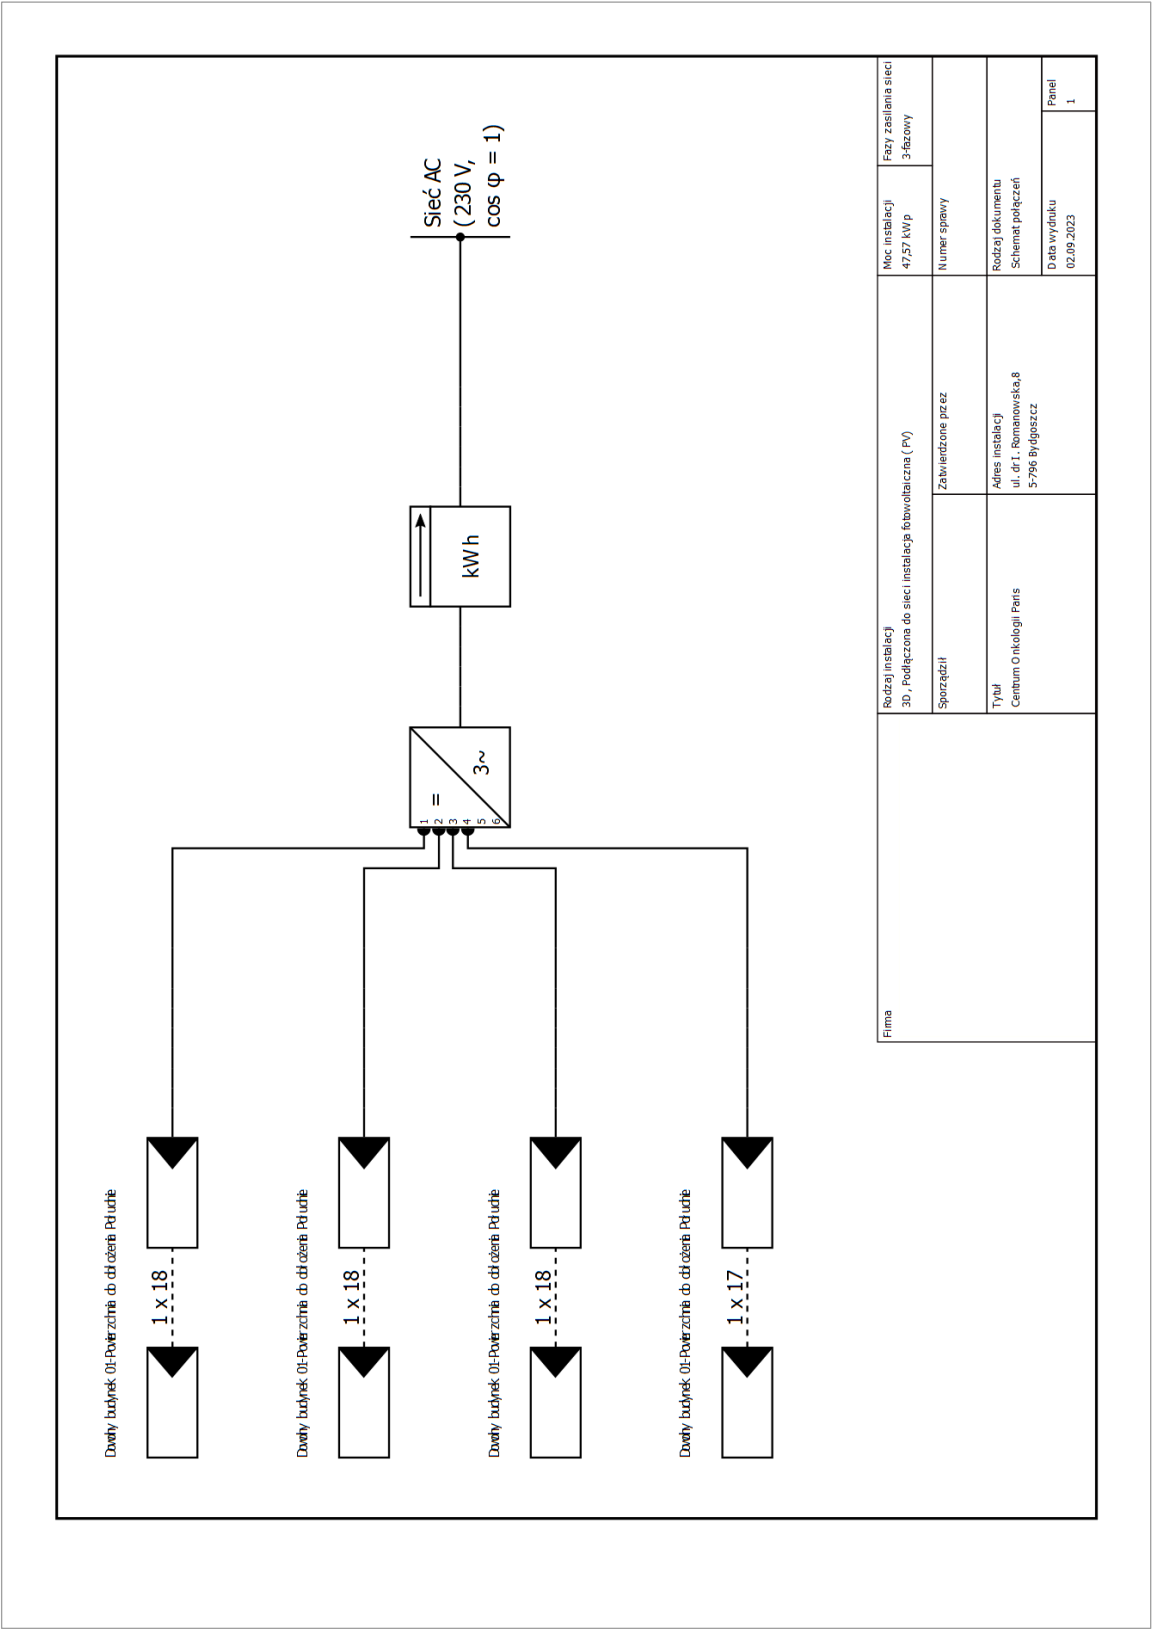 Sieć AC
(230 V,
cos φ = 1)
kWh
=
3~
1
2
3
4
5
6
Dowolny budynek 01-Powierzchnia do obłożenia Południe
1 x 18
Dowolny budynek 01-Powierzchnia do obłożenia Południe
1 x 18
Dowolny budynek 01-Powierzchnia do obłożenia Południe
1 x 18
Dowolny budynek 01-Powierzchnia do obłożenia Południe
1 x 17
Firma
Rodzaj instalacji
3D, Podłączona do sieci instalacja fotowoltaiczna (PV)
Moc instalacji
47,57 kWp
Fazy zasilania sieci
3-fazowy
Sporządził
Zatwierdzone przez
Numer sprawy
Tytuł
Centrum Onkologii Paris
Adres instalacji
ul. dr I. Romanowska,8
5-796 Bydgoszcz
Rodzaj dokumentu
Schemat połączeń
Data wydruku
02.09.2023
Panel
1